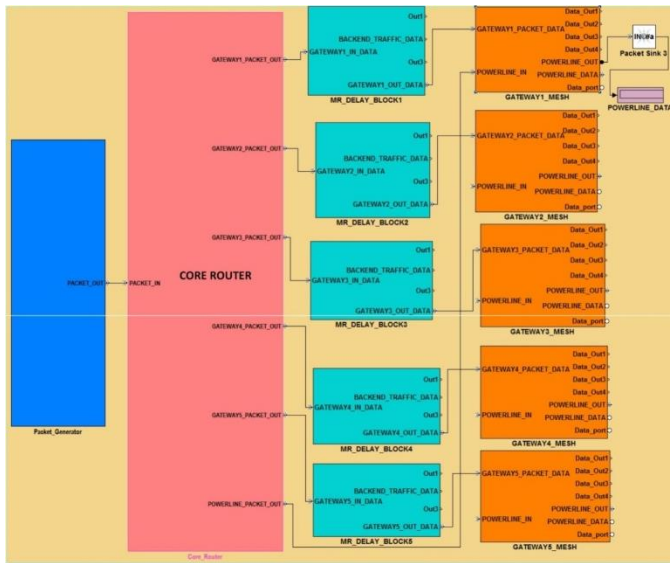 PACKET_OUT
Packet_Generator
PACKET_IN
CORE ROUTER
GATEWAY1_PACKET_OUT
GATEWAY2_PACKET_OUT
GATEWAY3_PACKET_OUT
GATEWAY4_PACKET_OUT
GATEWAY5_PACKET_OUT
POWERLINE_PACKET_OUT
Core_Router
Out1
BACKEND_TRAFFIC_DATA
GATEWAY1_IN_DATA
Out3
GATEWAY1_OUT_DATA
MR_DELAY_BLOCK1
Out1
BACKEND_TRAFFIC_DATA
GATEWAY2_IN_DATA
Out3
GATEWAY2_OUT_DATA
MR_DELAY_BLOCK2
Out1
BACKEND_TRAFFIC_DATA
GATEWAY3_IN_DATA
Out3
GATEWAY3_OUT_DATA
MR_DELAY_BLOCK3
Out1
BACKEND_TRAFFIC_DATA
GATEWAY4_IN_DATA
Out3
GATEWAY4_OUT_DATA
MR_DELAY_BLOCK4
Out1
BACKEND_TRAFFIC_DATA
GATEWAY5_IN_DATA
Out3
GATEWAY5_OUT_DATA
MR_DELAY_BLOCK5
Data_Out1
Data_Out2
GATEWAY1_PACKET_DATA
Data_Out3
Data_Out4
POWERLINE_OUT
POWERLINE_IN
POWERLINE_DATA
Data_port
GATEWAY1_MESH
Data_Out1
Data_Out2
GATEWAY2_PACKET_DATA
Data_Out3
Data_Out4
POWERLINE_OUT
POWERLINE_IN
POWERLINE_DATA
Data_port
GATEWAY2_MESH
Data_Out1
Data_Out2
GATEWAY3_PACKET_DATA
Data_Out3
Data_Out4
POWERLINE_OUT
POWERLINE_IN
POWERLINE_DATA
Data_port
GATEWAY3_MESH
Data_Out1
Data_Out2
GATEWAY4_PACKET_DATA
Data_Out3
Data_Out4
POWERLINE_OUT
POWERLINE_IN
POWERLINE_DATA
Data_port
GATEWAY4_MESH
Data_Out1
Data_Out2
GATEWAY5_PACKET_DATA
Data_Out3
Data_Out4
POWERLINE_OUT
POWERLINE_IN
POWERLINE_DATA
Data_port
GATEWAY5_MESH
Packet Sink 3
POWERLINE_DATA